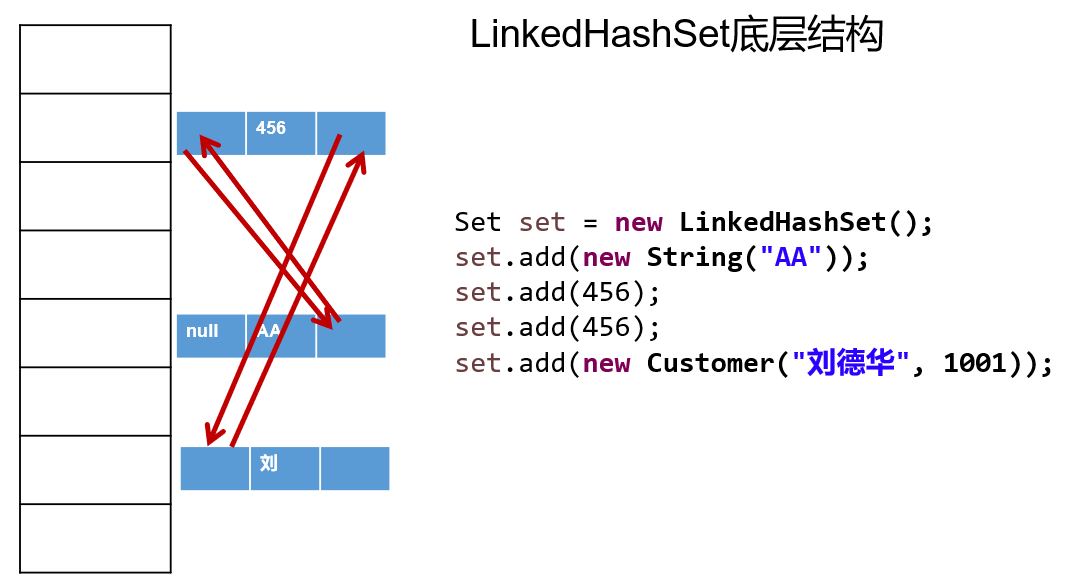 LinkedHashSet底层结构
456
null AA
刘
Set set = new LinkedHashSet();
set.add(new String("AA"));
set.add(456);
set.add(456);
set.add(new Customer("刘德华", 1001));